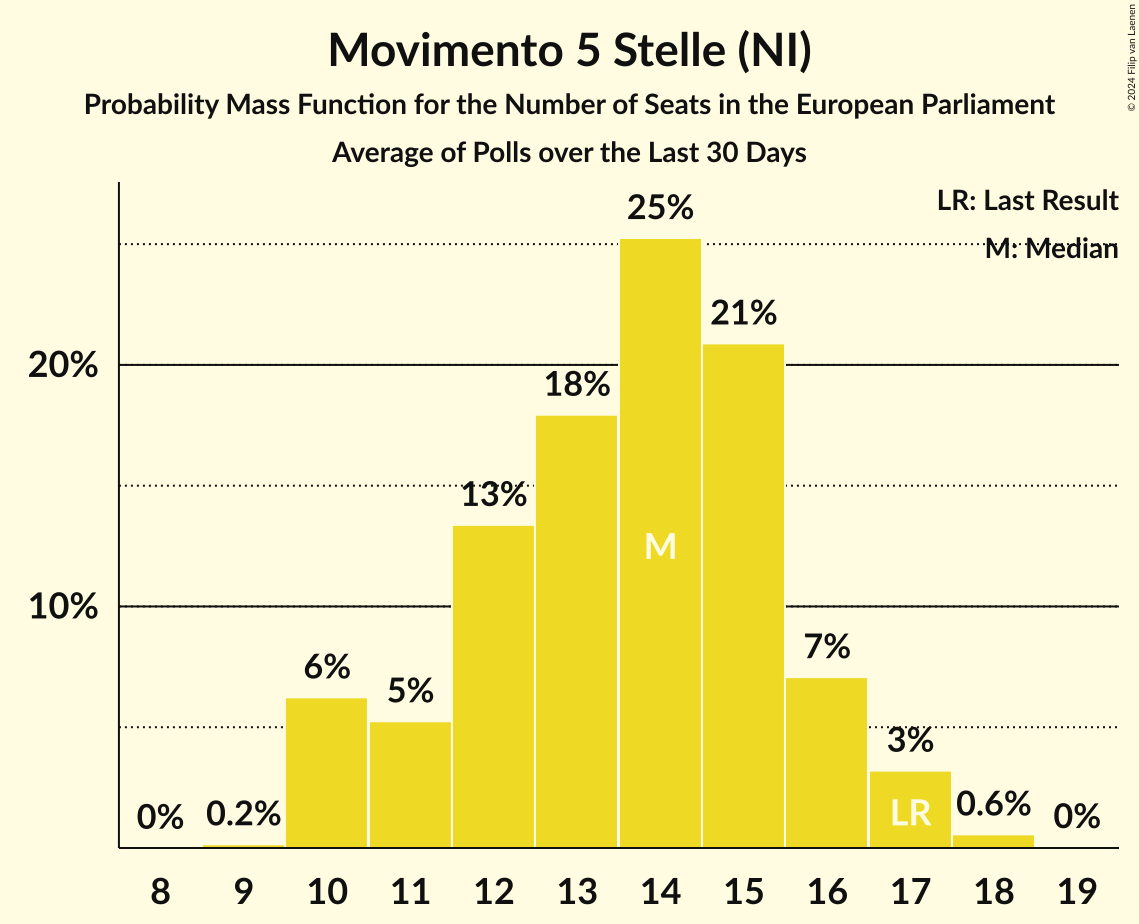 Movimento 5 Stelle (NI)
Probability Mass Function for the Number of Seats in the European Parliament
Average of Polls over the Last 30 Days
© 2024 Filip van Laenen
LR: Last Result
M: Median
25%
21%
20%
18%
13%
M
10%
7%
6%
5%
3%
0%
0.2%
LR
0.6%
0%
8 9 10 11 12 13 14 15 16 17 18 19